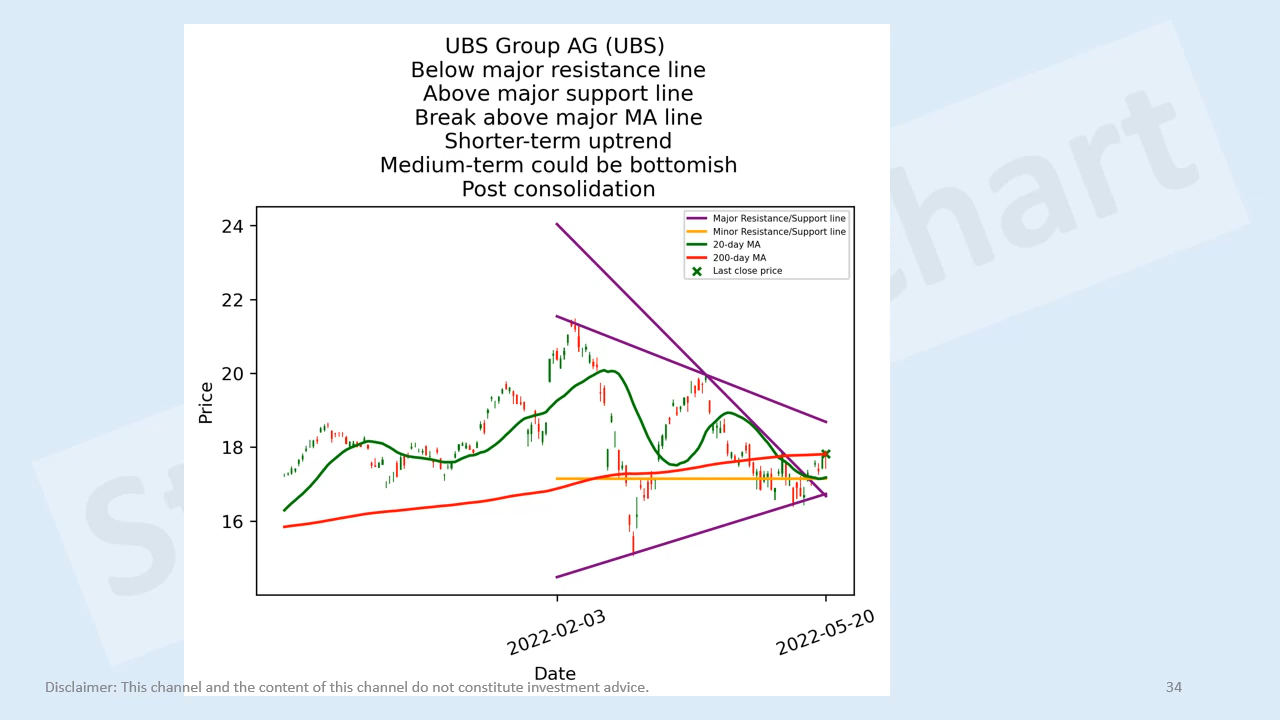 UBS Group AG (UBS)
Below major resistance line
Above major support line
Break above major MA line
Shorter-term uptrend
Medium-term could be bottomish
Post consolidation
24
22
20
18
16
Price
Major Resistance/Support line
Minor Resistance/Support line
20-day MA
200-day MA
Last close price
2022-02-03
2022-05-20
Date
Disclaimer: This channel and the content of this channel do not constitute investment advice.
34
St
chart